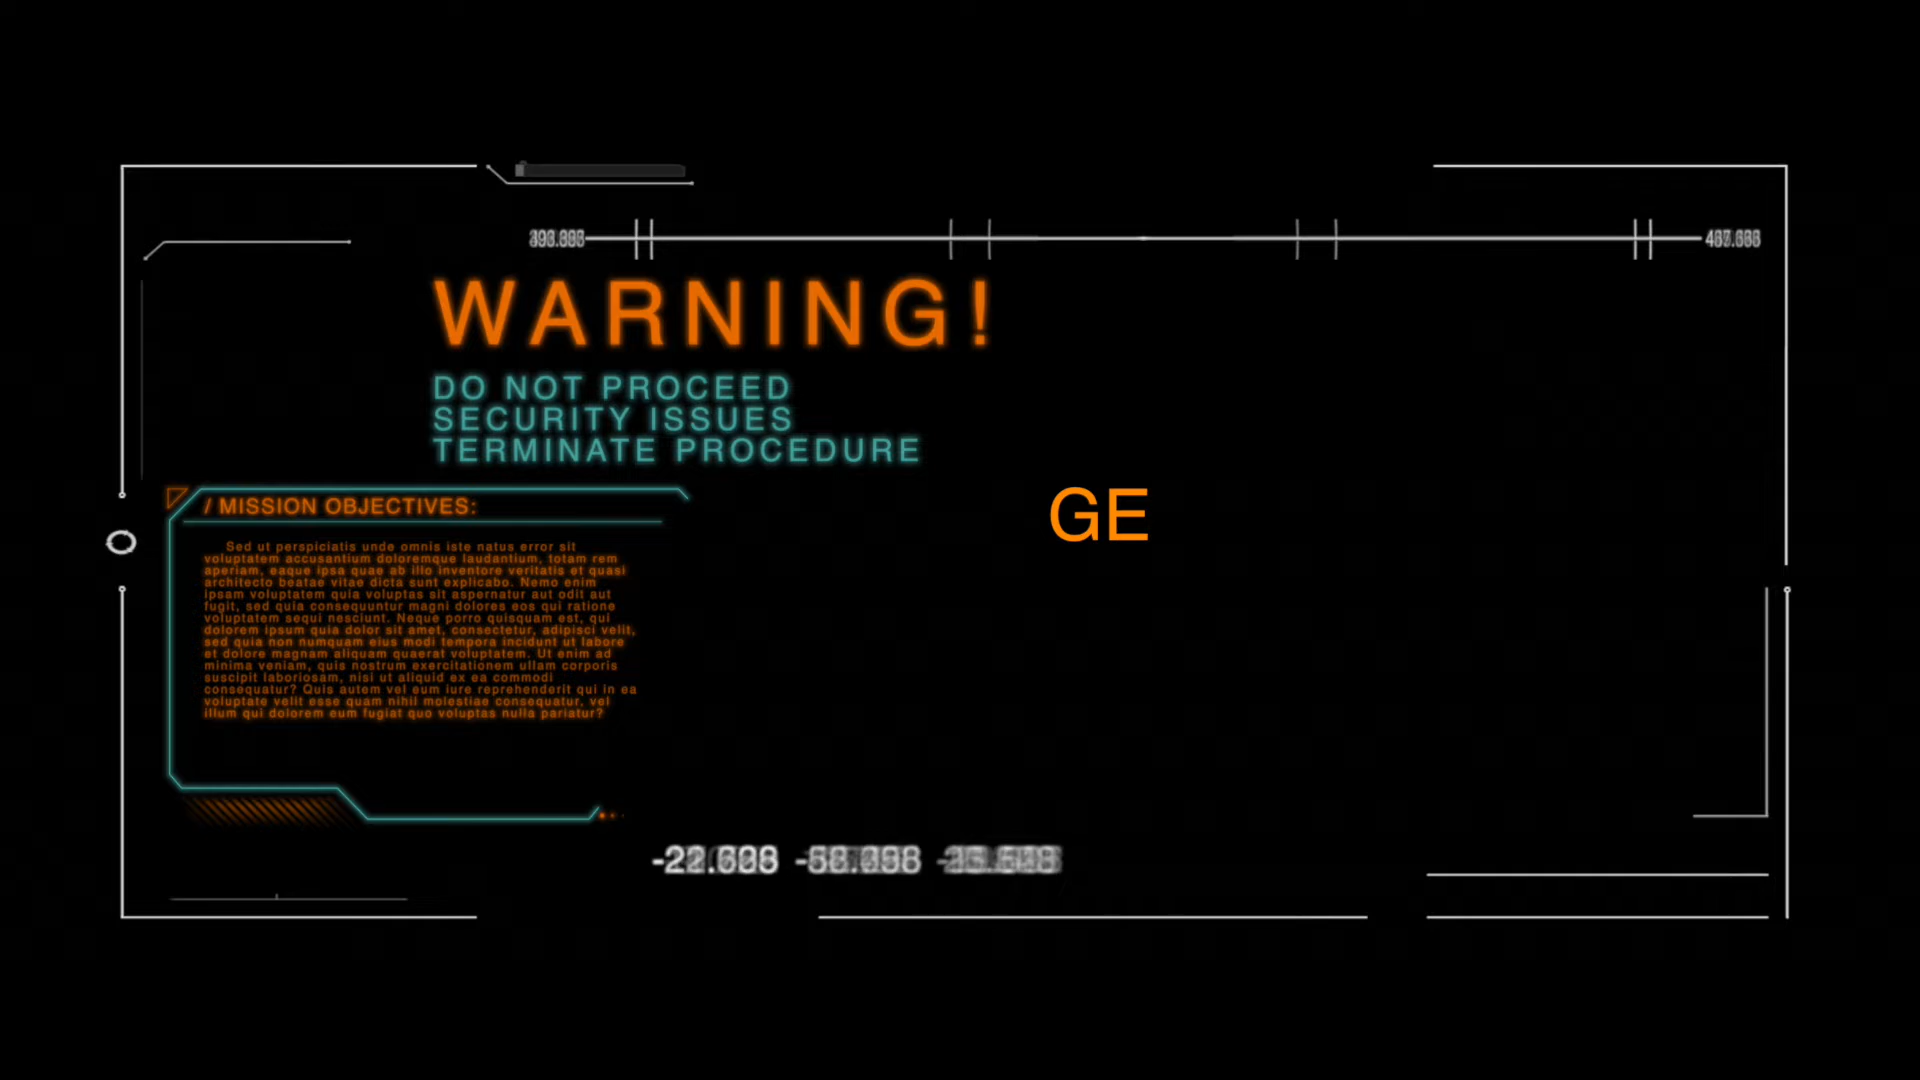 WARNING!
DO NOT PROCEED
SECURITY ISSUES
TERMINATE PROCEDURE
GE
/ MISSION OBJECTIVES:
Sed ut perspiciatis unde omnis iste natus error sit
voluptatem accusantium doloremque laudantium, totam rem
aperiam, eaque ipsa quae ab illo inventore veritatis et quasi
architecto beatae vitae dicta sunt explicabo. Nemo enim
ipsam voluptatem quia voluptas sit aspernatur aut odit aut
fugit, sed quia consequuntur magni dolores eos qui ratione
voluptatem sequi nesciunt. Neque porro quisquam est, qui
dolorem ipsum quia dolor sit amet, consectetur, adipisci velit,
sed quia non numquam eius modi tempora incidunt ut labore
et dolore magnam aliquam quaerat voluptatem. Ut enim ad
minima veniam, quis nostrum exercitationem ullam corporis
suscipit laboriosam, nisi ut aliquid ex ea commodi
consequatur? Quis autem vel eum iure reprehenderit qui in ea
voluptate velit esse quam nihil molestiae consequatur, vel
illum qui dolorem eum fugiat quo voluptas nulla pariatur?